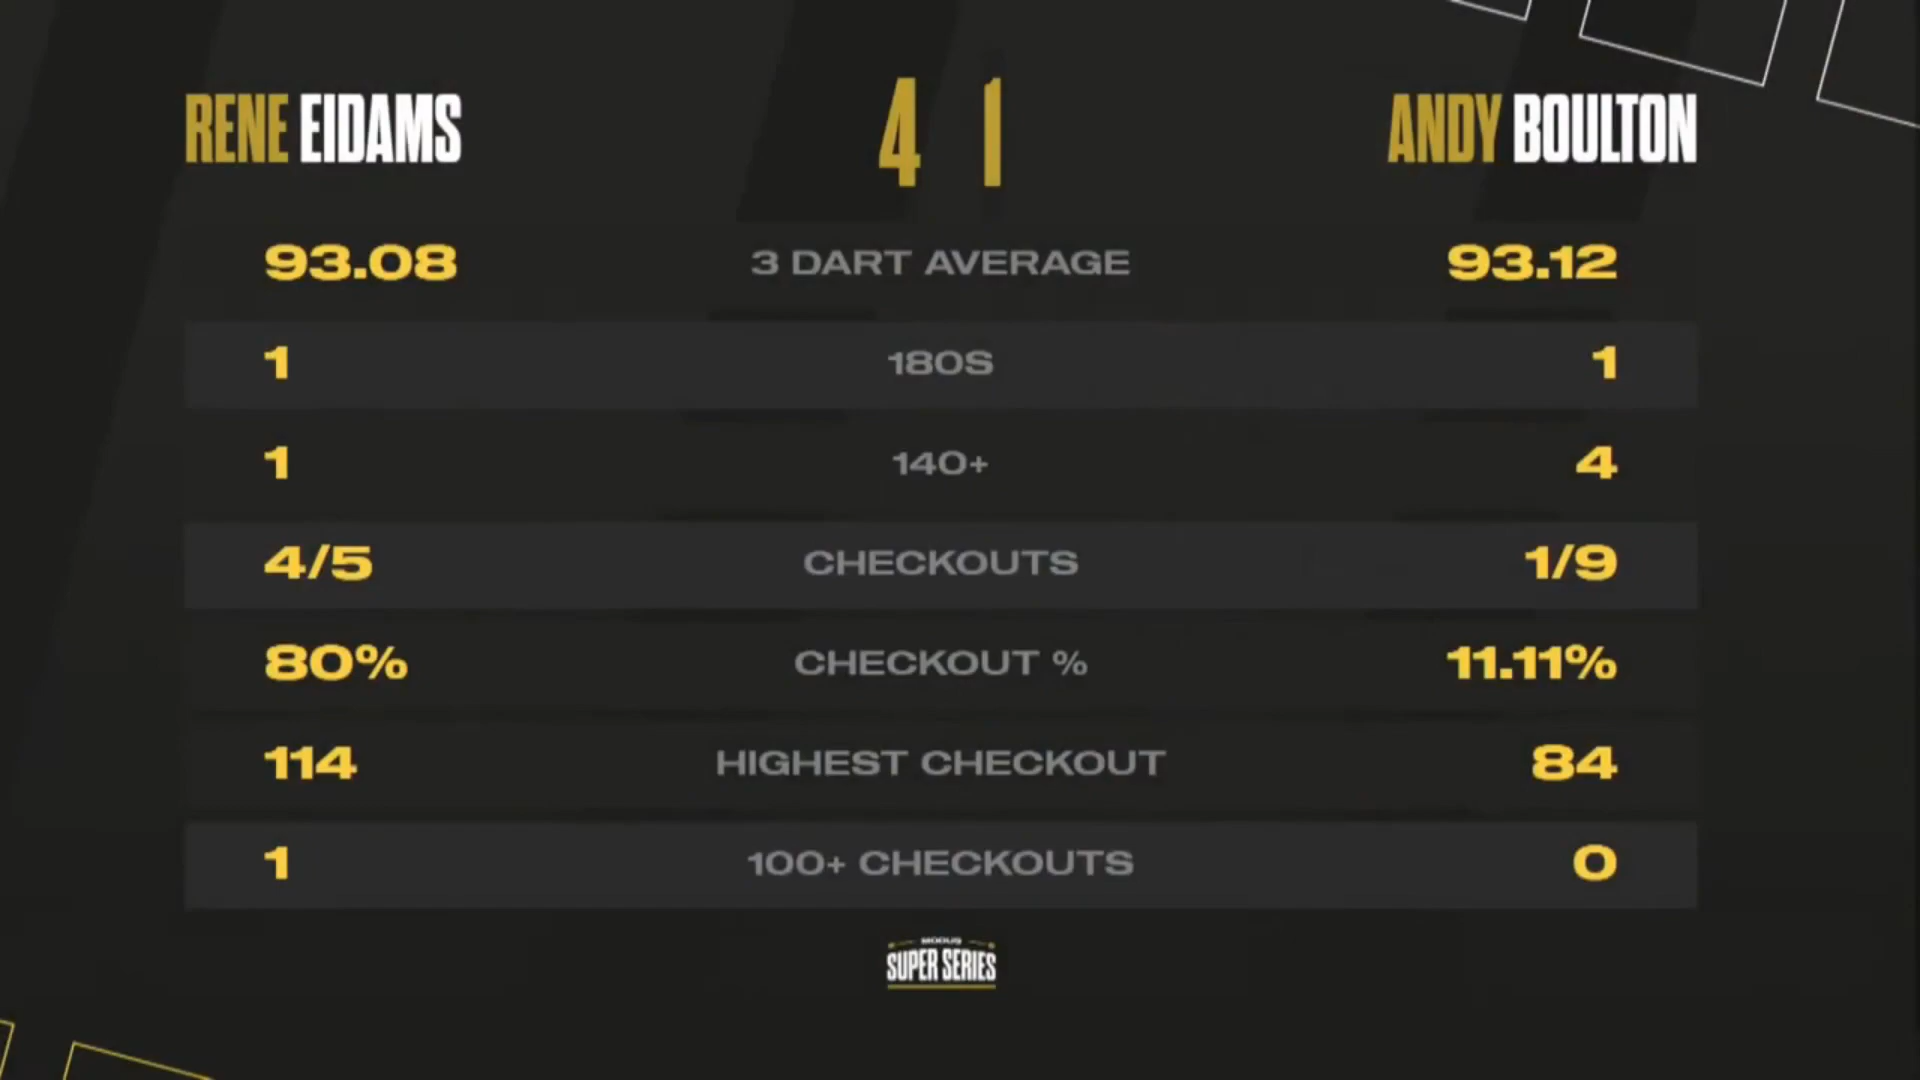 RENE EIDAMS 4 1 ANDY BOULTON
93.08 3 DART AVERAGE 93.12
1 180S 1
1 140+ 4
4/5 CHECKOUTS 1/9
80% CHECKOUT % 11.11%
114 HIGHEST CHECKOUT 84
1 100+ CHECKOUTS 0
MODUS
SUPER SERIES